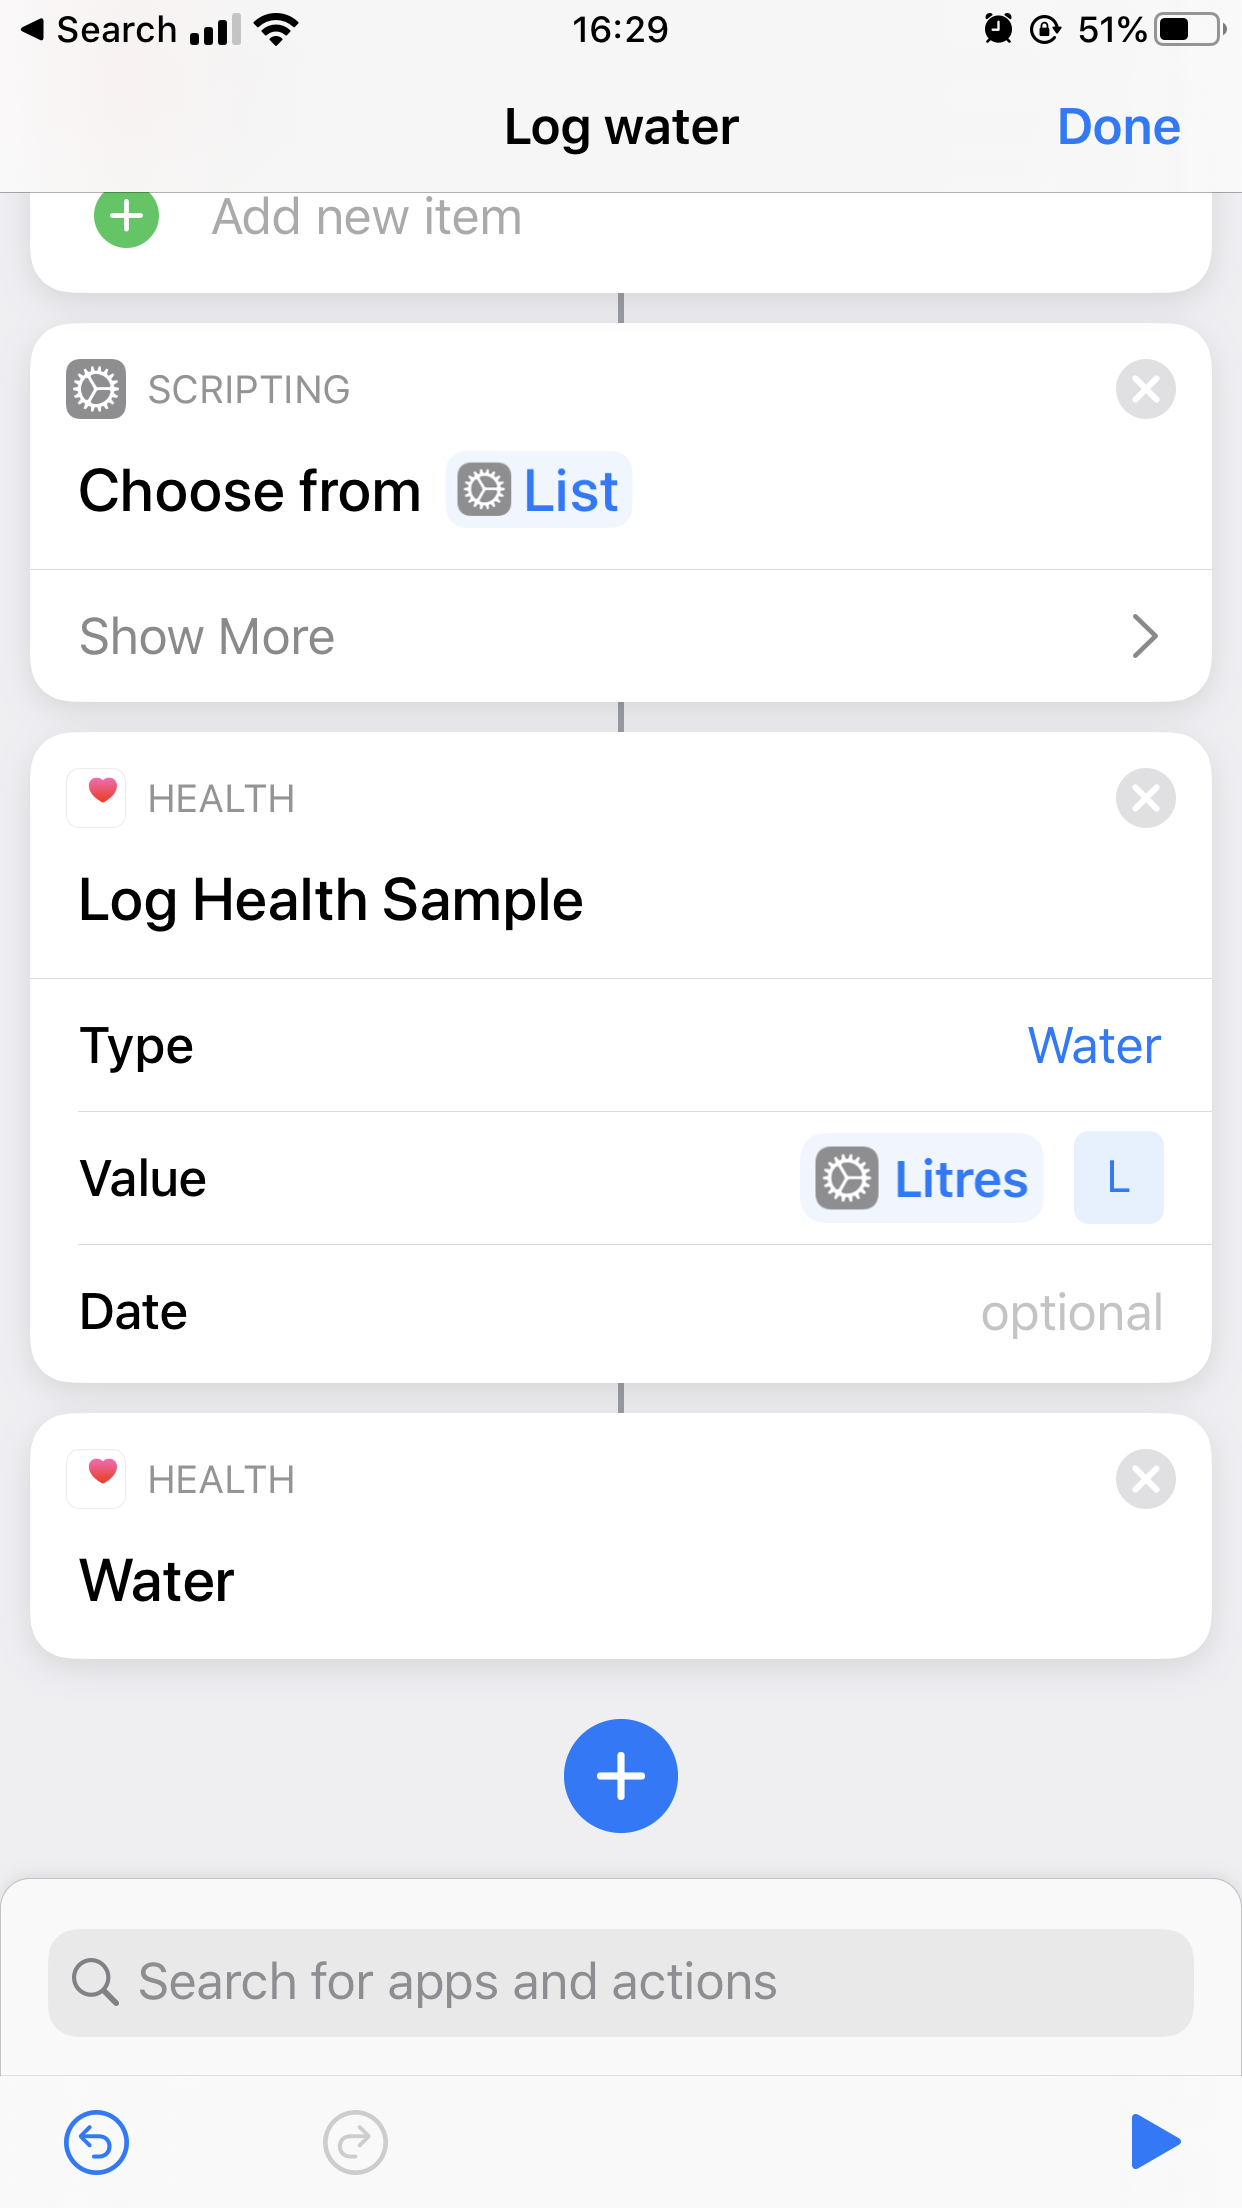 Search 16:29 51%
Log water Done
Add new item
SCRIPTING
Choose from List
Show More
HEALTH
Log Health Sample
Type Water
Value Litres L
Date optional
HEALTH
Water
Search for apps and actions